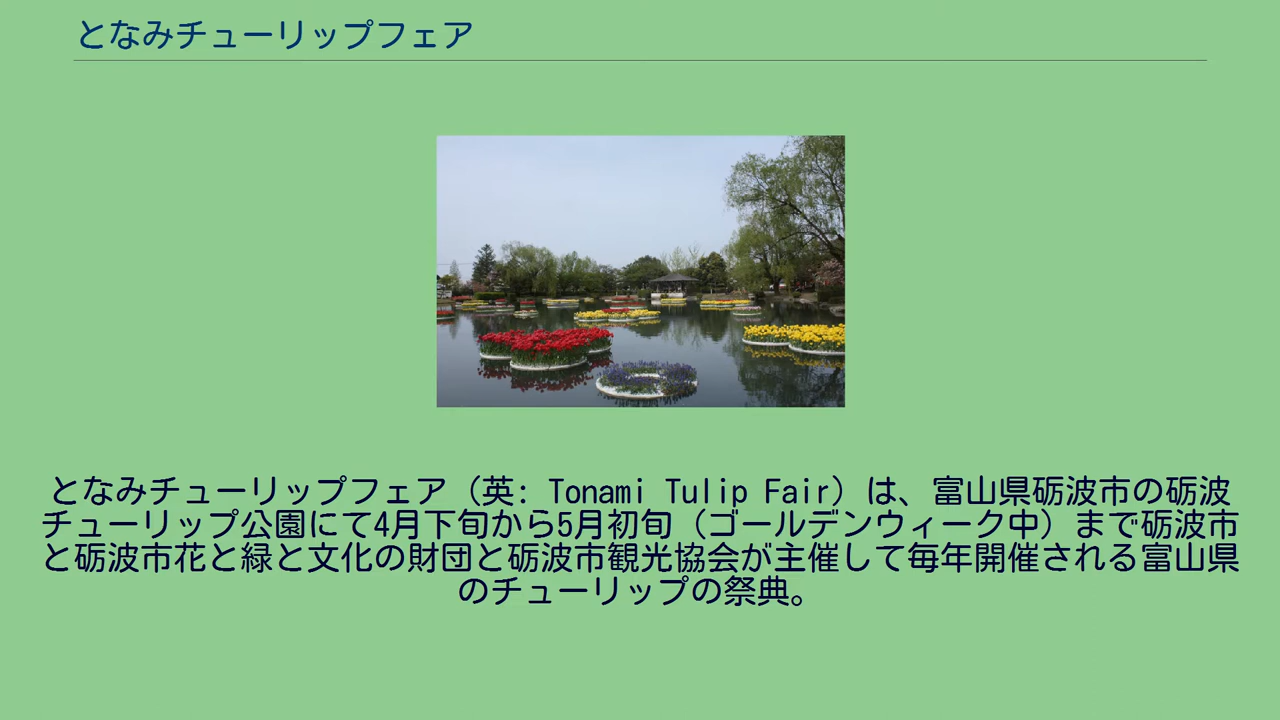 となみチューリップフェア
となみチューリップフェア（英: Tonami Tulip Fair）は、富山県砺波市の砺波
チューリップ公園にて4月下旬から5月初旬（ゴールデンウィーク中）まで砺波市
と砺波市花と緑と文化の財団と砺波市観光協会が主催して毎年開催される富山県
のチューリップの祭典。